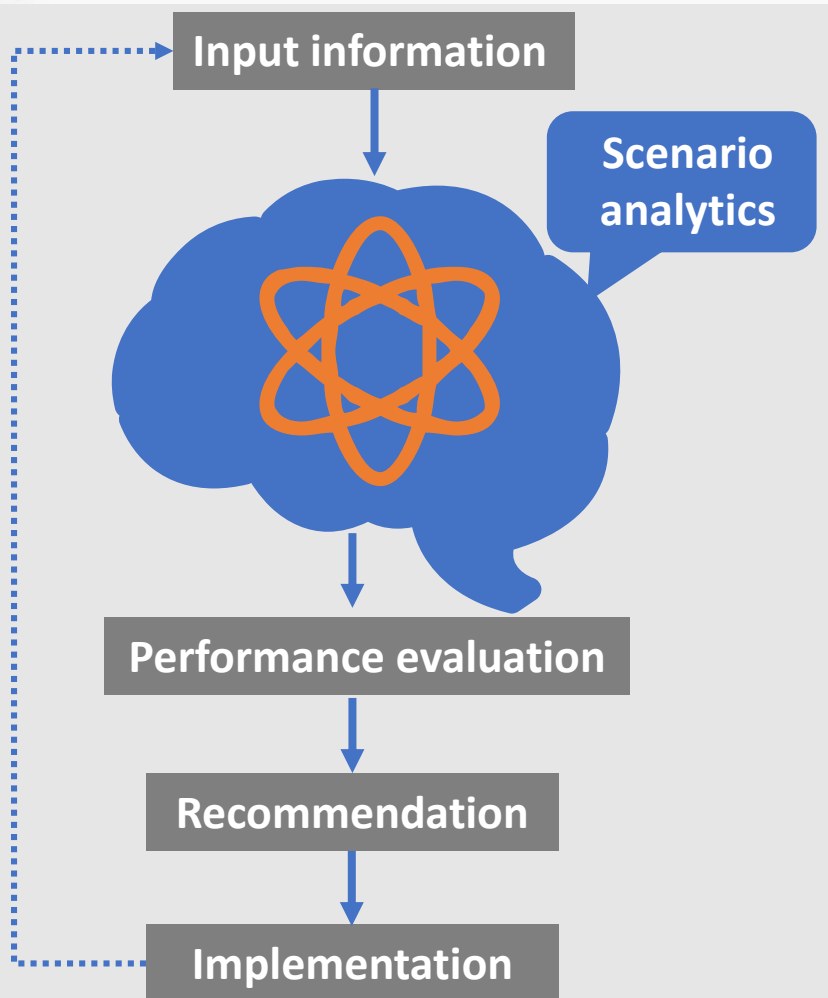 Input information
Scenario
analytics
Performance evaluation
Recommendation
Implementation